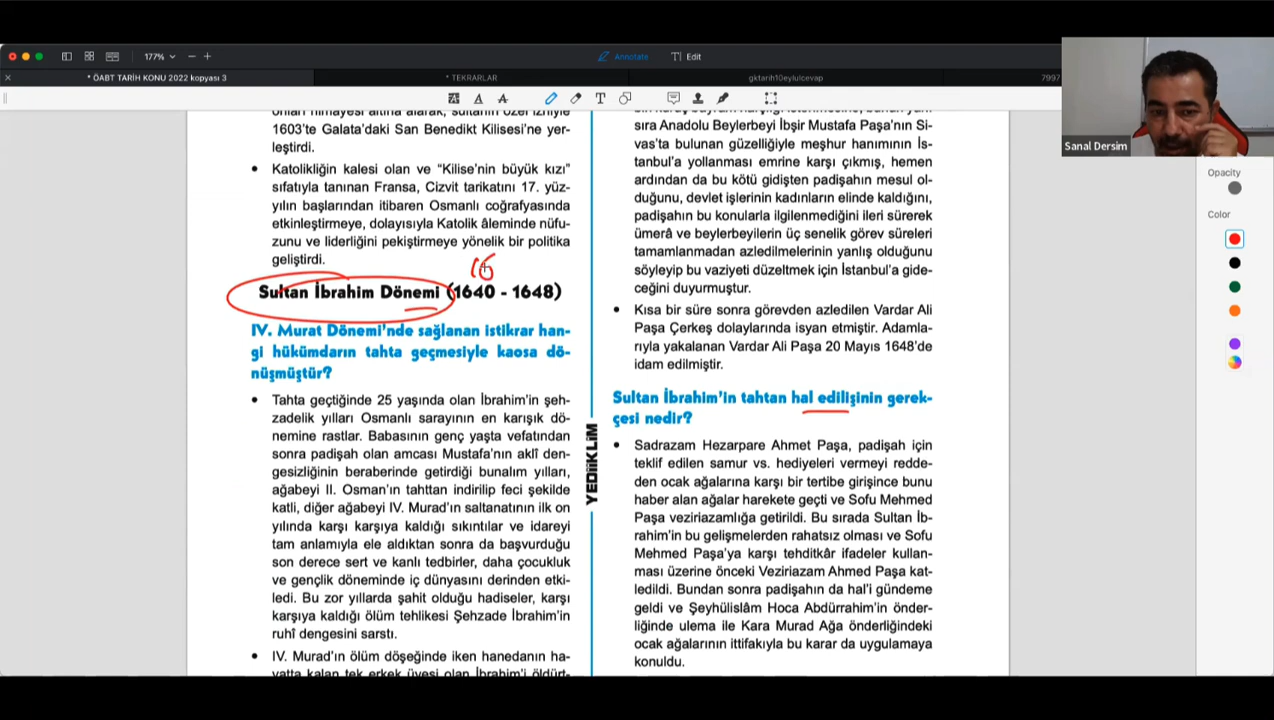 177%
Annotate
Edit
* ÖABT TARİH KONU 2022 kopyası 3
* TEKRARLAR
gktarih10eylulcevap
7997
Sanal Dersim
Opacity
Color
1603'te Galata'daki San Benedikt Kilisesi'ne yer-
leştirdi.
• Katolikliğin kalesi olan ve “Kilise'nin büyük kızı”
sıfatıyla tanınan Fransa, Cizvit tarikatını 17. yüz-
yılın başlarından itibaren Osmanlı coğrafyasında
etkinleştirmeye, dolayısıyla Katolik âleminde nüfu-
zunu ve liderliğini pekiştirmeye yönelik bir politika
geliştirdi.
16
Sultan İbrahim Dönemi (1640 - 1648)
IV. Murat Dönemi'nde sağlanan istikrar han-
gi hükümdarın tahta geçmesiyle kaosa dö-
nüşmüştür?
• Tahta geçtiğinde 25 yaşında olan İbrahim'in şeh-
zadelik yılları Osmanlı sarayının en karışık dö-
nemine rastlar. Babasının genç yaşta vefatından
sonra padişah olan amcası Mustafa'nın aklî den-
gesizliğinin beraberinde getirdiği bunalım yılları,
ağabeyi II. Osman'ın tahttan indirilip feci şekilde
katli, diğer ağabeyi IV. Murad'ın saltanatının ilk on
yılında karşı karşıya kaldığı sıkıntılar ve idareyi
tam anlamıyla ele aldıktan sonra da başvurduğu
son derece sert ve kanlı tedbirler, daha çocukluk
ve gençlik döneminde iç dünyasını derinden etki-
ledi. Bu zor yıllarda şahit olduğu hadiseler, karşı
karşıya kaldığı ölüm tehlikesi Şehzade İbrahim'in
ruhî dengesini sarstı.
• IV. Murad'ın ölüm döşeğinde iken hanedanın ha-
yatta kalan tek erkek üyesi olan İbrahim'i öldürt-
YEDİİKLİM
sıra Anadolu Beylerbeyi İbşir Mustafa Paşa'nın Si-
vas'ta bulunan güzelliğiyle meşhur hanımının İs-
tanbul'a yollanması emrine karşı çıkmış, hemen
ardından da bu kötü gidişten padişahın mesul ol-
duğunu, devlet işlerinin kadınların elinde kaldığını,
padişahın bu konularla ilgilenmediğini ileri sürerek
ümerâ ve beylerbeyilerin üç senelik görev süreleri
tamamlanmadan azledilmelerinin yanlış olduğunu
söyleyip bu vaziyeti düzeltmek için İstanbul'a gide-
ceğini duyurmuştur.
• Kısa bir süre sonra görevden azledilen Vardar Ali
Paşa Çerkeş dolaylarında isyan etmiştir. Adamla-
rıyla yakalanan Vardar Ali Paşa 20 Mayıs 1648'de
idam edilmiştir.
Sultan İbrahim'in tahtan hal edilişinin gerek-
çesi nedir?
• Sadrazam Hezarpare Ahmet Paşa, padişah için
teklif edilen samur vs. hediyeleri vermeyi redde-
den ocak ağalarına karşı bir tertibe girişince bunu
haber alan ağalar harekete geçti ve Sofu Mehmed
Paşa veziriazamlığa getirildi. Bu sırada Sultan İb-
rahim'in bu gelişmelerden rahatsız olması ve Sofu
Mehmed Paşa'ya karşı tehditkâr ifadeler kullan-
ması üzerine önceki Veziriazam Ahmed Paşa kat-
ledildi. Bundan sonra padişahın da hal'i gündeme
geldi ve Şeyhülislâm Hoca Abdürrahim'in önder-
liğinde ulema ile Kara Murad Ağa önderliğindeki
ocak ağalarının ittifakıyla bu karar da uygulamaya
konuldu.